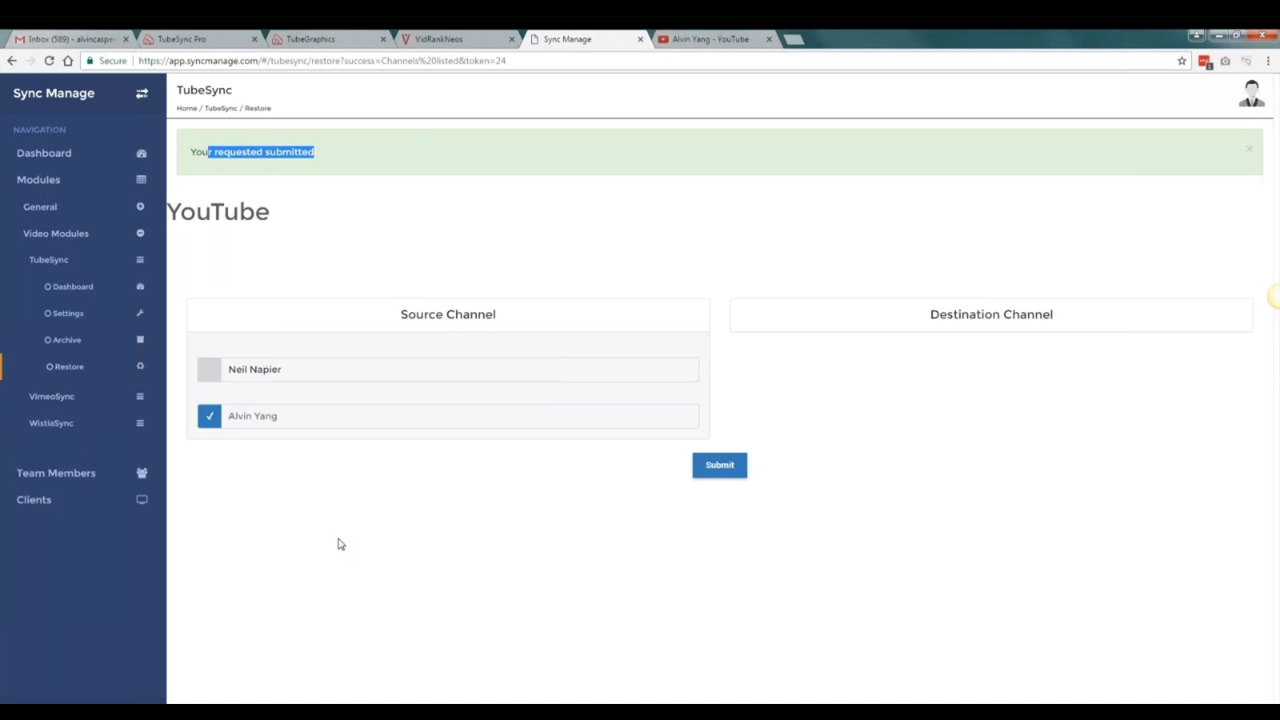 Inbox (589) - alvincasper
TubeSync Pro
TubeGraphics
VidRankNeos
Sync Manage
Alvin Yang - YouTube
Secure
https://app.syncmanage.com/#/tubesync/restore?success=Channels%20listed&token=24
Sync Manage
NAVIGATION
Dashboard
Modules
General
Video Modules
TubeSync
Dashboard
Settings
Archive
Restore
VimeoSync
WistiaSync
Team Members
Clients
TubeSync
Home / TubeSync / Restore
Your requested submitted
YouTube
Source Channel
Neil Napier
Alvin Yang
Destination Channel
Submit